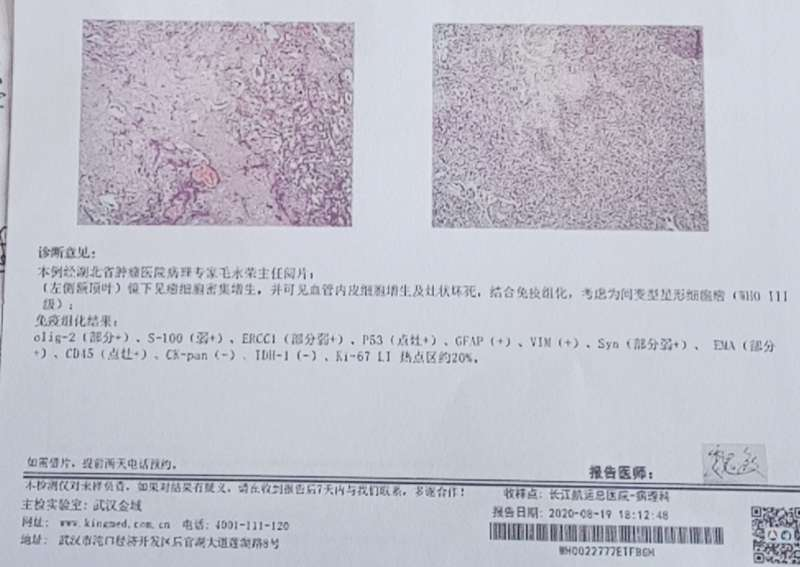 诊断意见：
本例经湖北省肿瘤医院病理专家毛永荣主任阅片：
（左侧额顶叶）镜下见瘤细胞密集增生，并可见血管内皮细胞增生及灶状坏死，结合免疫组化，考虑为间变型星形细胞瘤（WHO III
级）；
免疫组化结果：
olig-2（部分+）、S-100（弱+）、ERCC1（部分弱+）、P53（点灶+）、GFAP（+）、VIM（+）、Syn（部分弱+）、EMA（部分
+）、CD45（点灶+）、CK-pan（-）、IDH-1（-）、Ki-67 LI 热点区约20%。
如需借片，提前两天电话预约。
报告医师：
本检测仅对来样负责，如果对结果有疑义，请在收到报告后7天内与我们联系，多谢合作！
收样点：长江航运总医院-病理科
主检实验室：武汉金域
报告日期：2020-08-19 18:12:48
网址： www.kingmed.com.cn 电话：4001-111-120
地址： 武汉市沌口经济开发区后官湖大道莲湖路8号